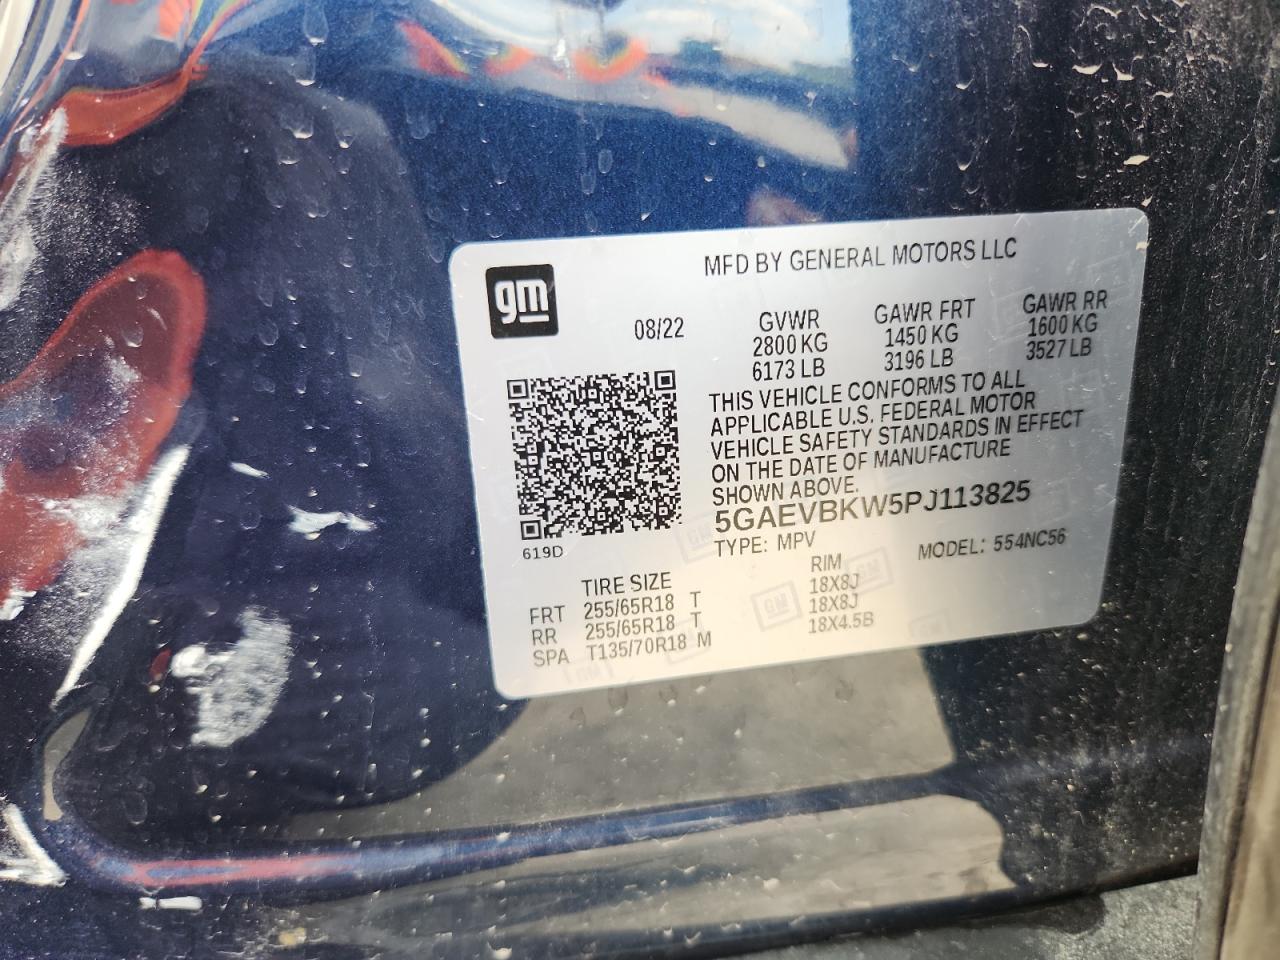 gm
MFD BY GENERAL MOTORS LLC
08/22
GVWR GAWR FRT GAWR RR
2800 KG 1450 KG 1600 KG
6173 LB 3196 LB 3527 LB
THIS VEHICLE CONFORMS TO ALL
APPLICABLE U.S. FEDERAL MOTOR
VEHICLE SAFETY STANDARDS IN EFFECT
ON THE DATE OF MANUFACTURE
SHOWN ABOVE.
5GAEVBKW5PJ113825
619D
TYPE: MPV MODEL: 554NC56
TIRE SIZE RIM
FRT 255/65R18 T 18X8J
RR 255/65R18 T 18X8J
SPA T135/70R18 M 18X4.5B